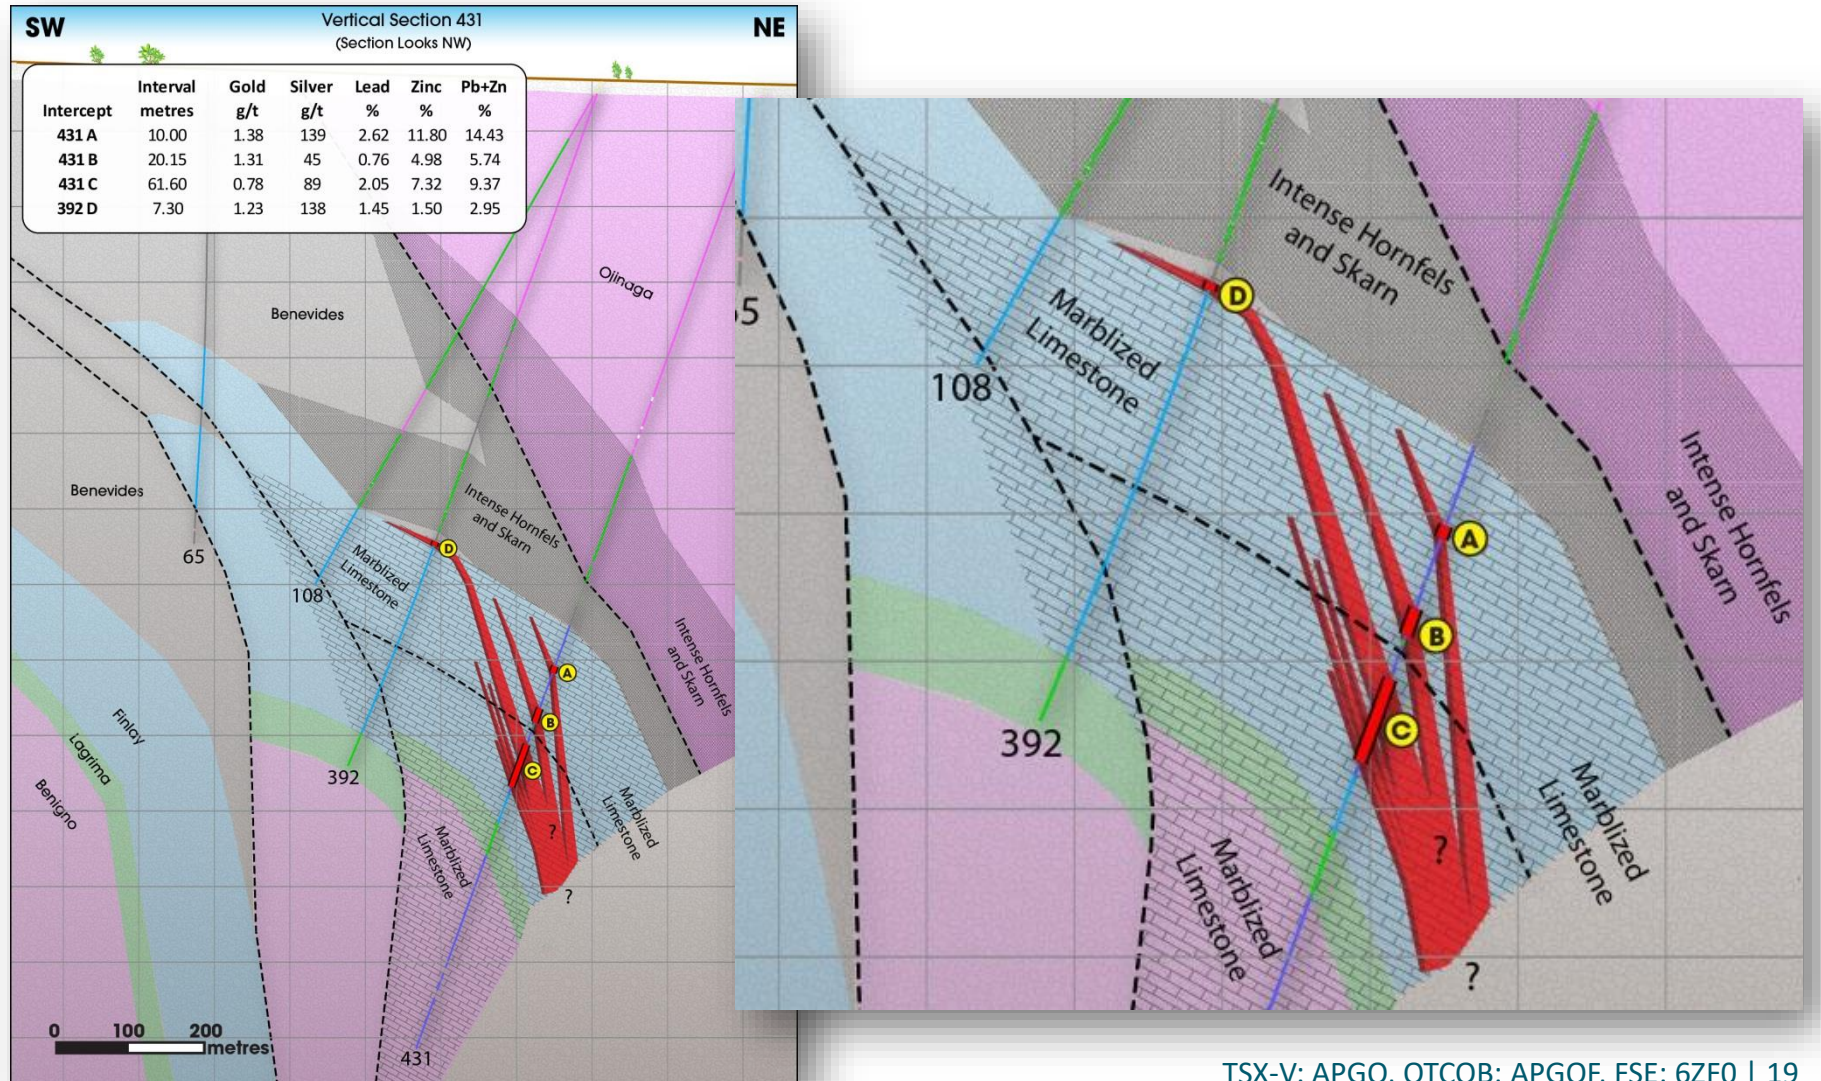 SW
Vertical Section 431
(Section Looks NW)
NE
Interval Gold Silver Lead Zinc Pb+Zn
Intercept metres g/t g/t % % %
431 A 10.00 1.38 139 2.62 11.80 14.43
431 B 20.15 1.31 45 0.76 4.98 5.74
431 C 61.60 0.78 89 2.05 7.32 9.37
392 D 7.30 1.23 138 1.45 1.50 2.95
Ojinaga
Benevides
Benevides
Intense Hornfels
and Skarn
65
D
Marblized
Limestone
108
Intense Hornfels
and Skarn
A
B
C
Finlay
Lagrima
Benigno
392
Marblized
Limestone
Marblized
Limestone
?
?
0 100 200
metres
431
Intense Hornfels
and Skarn
D
65
Marblized
Limestone
108
Intense Hornfels
and Skarn
A
B
C
392
Marblized
Limestone
Marblized
Limestone
?
?
TSX-V: APGO, OTCQB: APGOF, FSE: 6ZF0 | 19